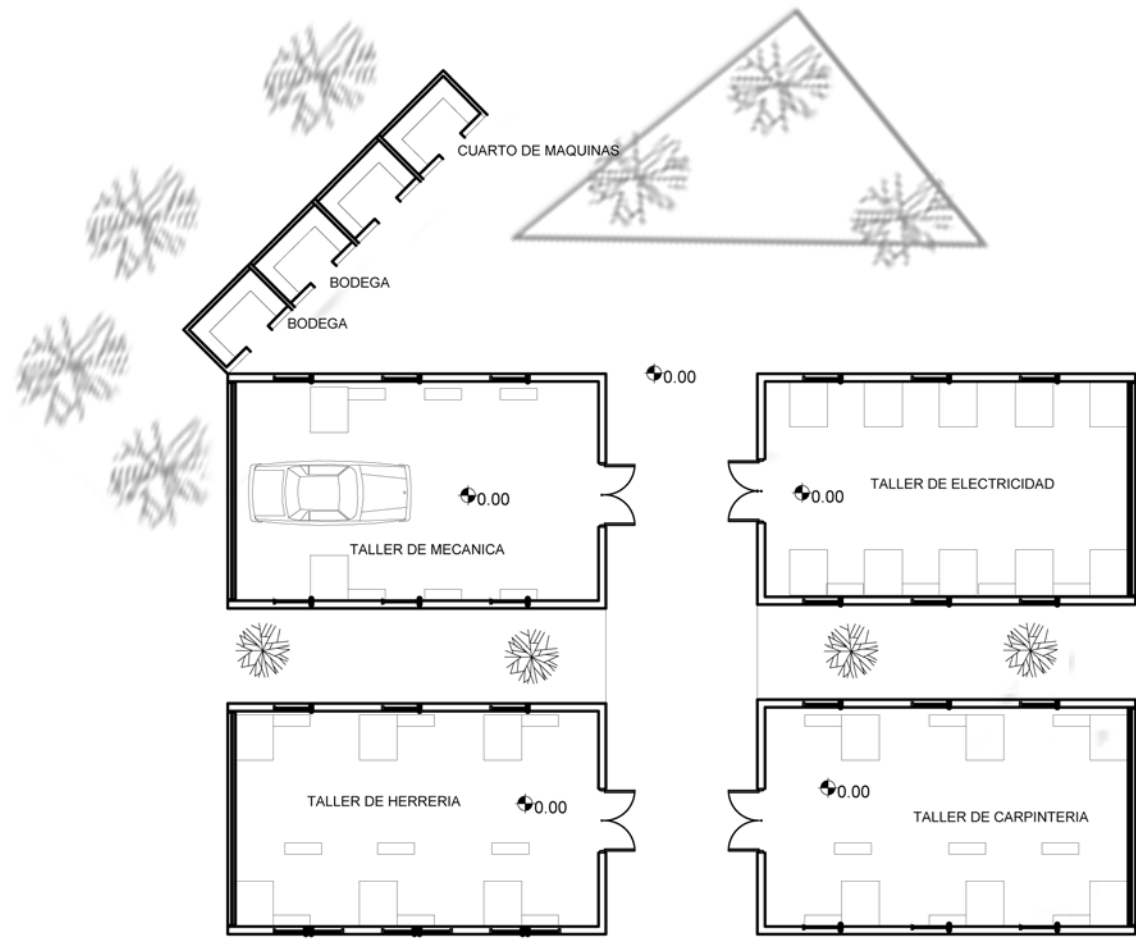 CUARTO DE MAQUINAS
BODEGA
BODEGA
0.00
0.00
TALLER DE MECANICA
TALLER DE ELECTRICIDAD
0.00
TALLER DE HERRERIA
0.00
0.00
TALLER DE CARPINTERIA